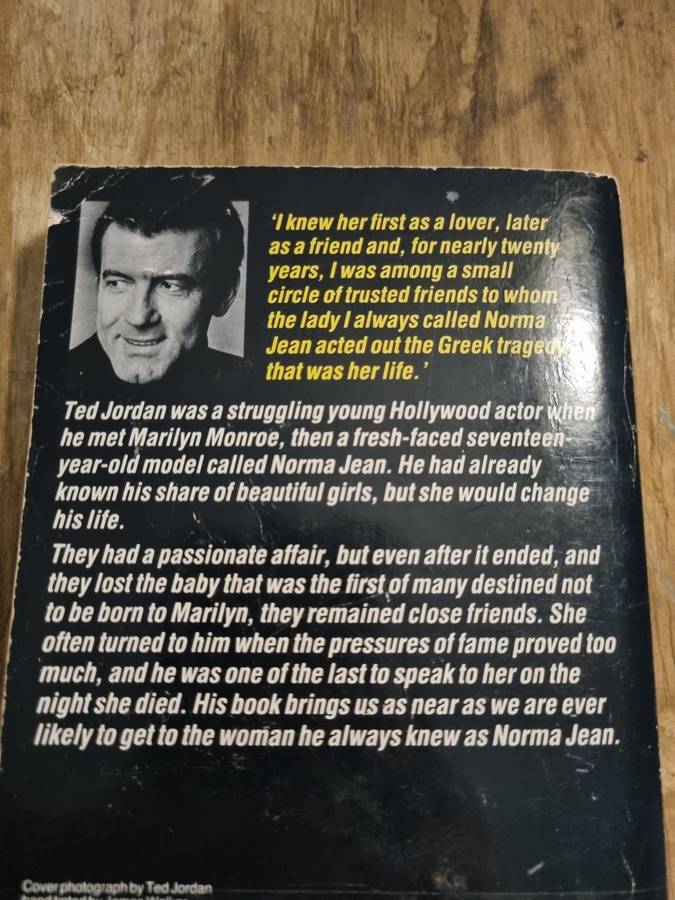 'I knew her first as a lover, later
as a friend and, for nearly twenty
years, I was among a small
circle of trusted friends to whom
the lady I always called Norma
Jean acted out the Greek tragedy
that was her life.'
Ted Jordan was a struggling young Hollywood actor when
he met Marilyn Monroe, then a fresh-faced seventeen-
year-old model called Norma Jean. He had already
known his share of beautiful girls, but she would change
his life.
They had a passionate affair, but even after it ended, and
they lost the baby that was the first of many destined not
to be born to Marilyn, they remained close friends. She
often turned to him when the pressures of fame proved too
much, and he was one of the last to speak to her on the
night she died. His book brings us as near as we are ever
likely to get to the woman he always knew as Norma Jean.
Cover photograph by Ted Jordan